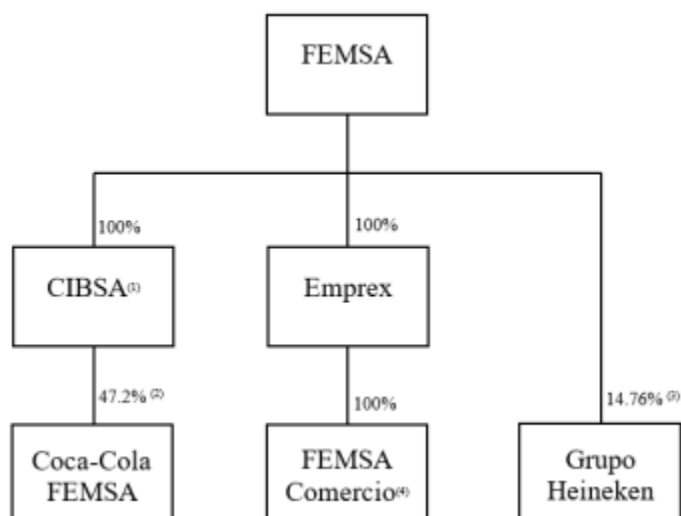 FEMSA
100%
100%
CIBSA(1)
Emprex
47.2% (2)
100%
14.76% (3)
Coca-Cola
FEMSA
FEMSA
Comercio(4)
Grupo
Heineken